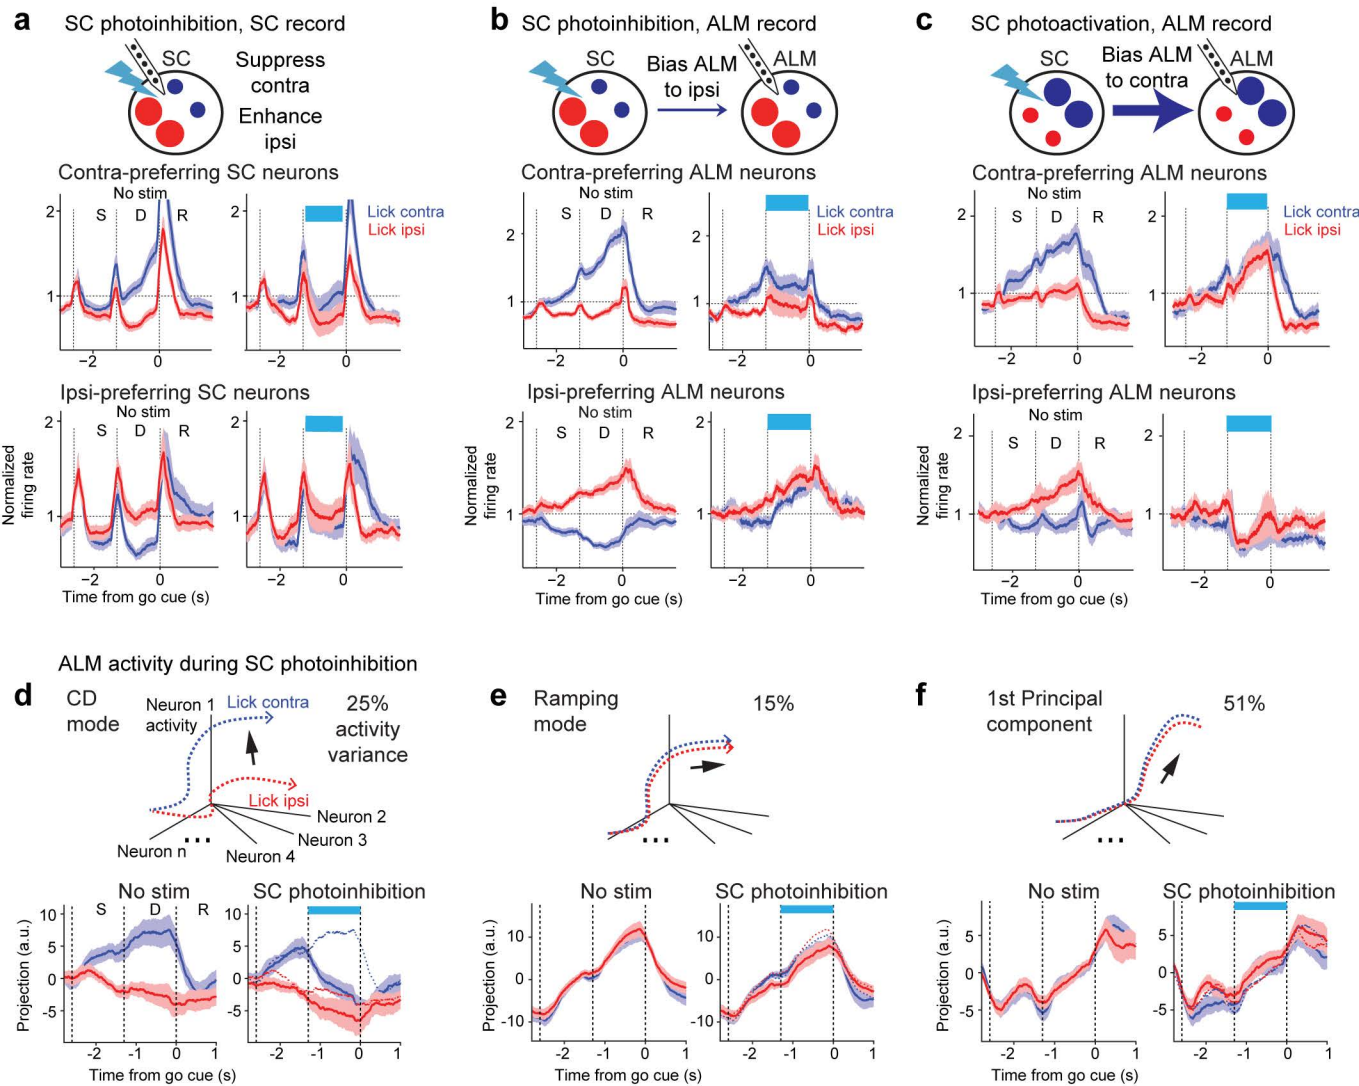 a
SC photoinhibition, SC record
SC
Suppress
contra
Enhance
ipsi
Contra-preferring SC neurons
No stim
S
D
R
Lick contra
Lick ipsi
2
1
2
1
−2
0
−2
0
Ipsi-preferring SC neurons
No stim
S
D
R
2
1
2
1
Normalized
firing rate
−2
0
−2
0
Time from go cue (s)
b
SC photoinhibition, ALM record
SC
Bias ALM
to ipsi
ALM
Contra-preferring ALM neurons
No stim
S
D
R
Lick contra
Lick ipsi
2
1
2
1
−2
0
−2
0
Ipsi-preferring ALM neurons
No stim
S
D
R
2
1
2
1
Normalized
firing rate
−2
0
−2
0
Time from go cue (s)
c
SC photoactivation, ALM record
SC
Bias ALM
to contra
ALM
Contra-preferring ALM neurons
No stim
S
D
R
Lick contra
Lick ipsi
2
1
2
1
−2
0
−2
0
Ipsi-preferring ALM neurons
No stim
S
D
R
2
1
2
1
Normalized
firing rate
−2
0
−2
0
Time from go cue (s)
ALM activity during SC photoinhibition
d
CD
mode
Neuron 1
activity
Lick contra
25%
activity
variance
Lick ipsi
Neuron 2
Neuron 3
Neuron 4
Neuron n
...
No stim
SC photoinhibition
S
D
R
10
5
0
-5
10
5
0
-5
Projection (a.u.)
-2
-1
0
1
-2
-1
0
1
Time from go cue (s)
e
Ramping
mode
15%
...
No stim
SC photoinhibition
10
0
-10
10
0
-10
Projection (a.u.)
-2
-1
0
1
-2
-1
0
1
Time from go cue (s)
f
1st Principal
component
51%
...
No stim
SC photoinhibition
5
0
-5
5
0
-5
Projection (a.u.)
-2
-1
0
1
-2
-1
0
1
Time from go cue (s)